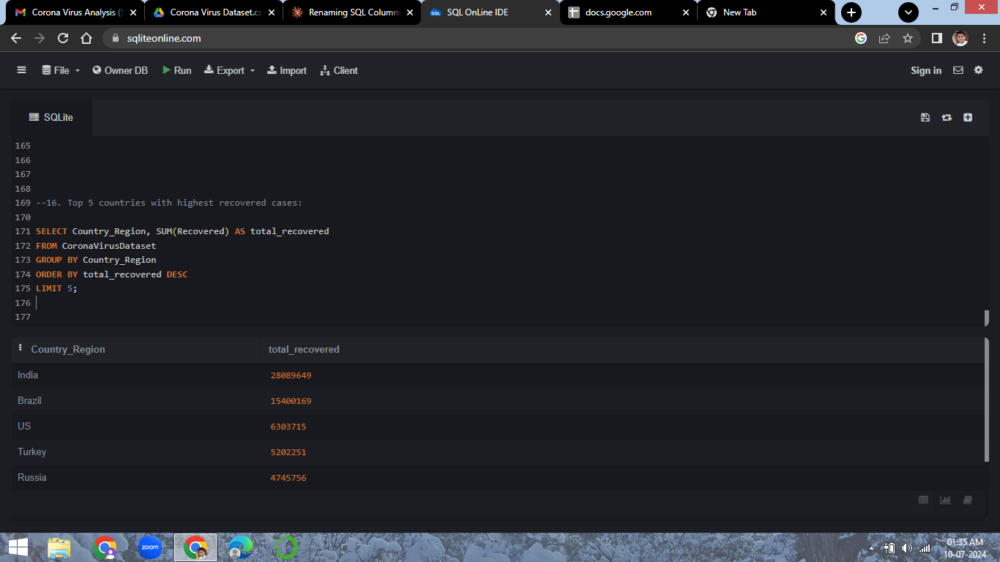 Corona Virus Analysis (S
Corona Virus Dataset.cs
Renaming SQL Columns
SQL OnLine IDE
docs.google.com
New Tab
sqliteonline.com
File
Owner DB
Run
Export
Import
Client
Sign in
SQLite
165
166
167
168
169 --16. Top 5 countries with highest recovered cases:
170
171 SELECT Country_Region, SUM(Recovered) AS total_recovered
172 FROM CoronaVirusDataset
173 GROUP BY Country_Region
174 ORDER BY total_recovered DESC
175 LIMIT 5;
176
177
Country_Region total_recovered
India 28089649
Brazil 15400169
US 6303715
Turkey 5202251
Russia 4745756
zoom
01:35 AM
10-07-2024